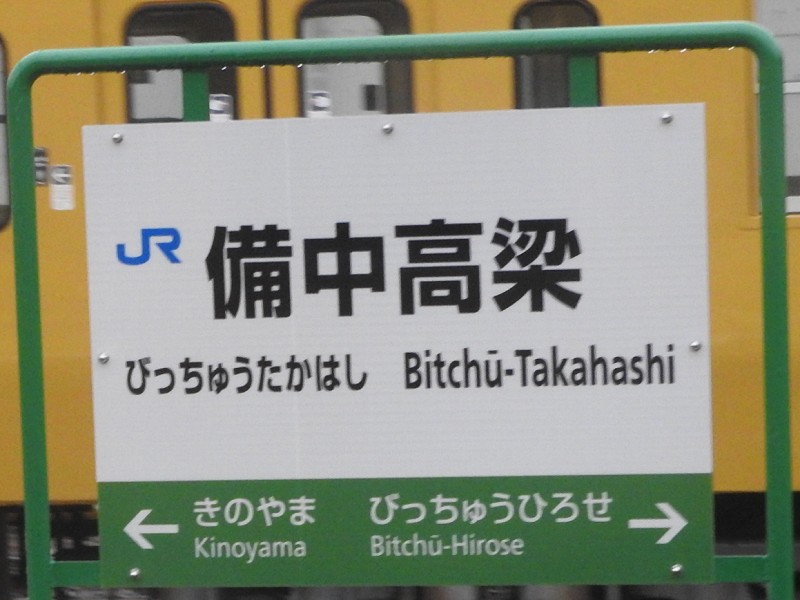 JR 備中高梁
びっちゅうたかはし Bitchū-Takahashi
← きのやま びっちゅうひろせ →
Kinoyama Bitchū-Hirose